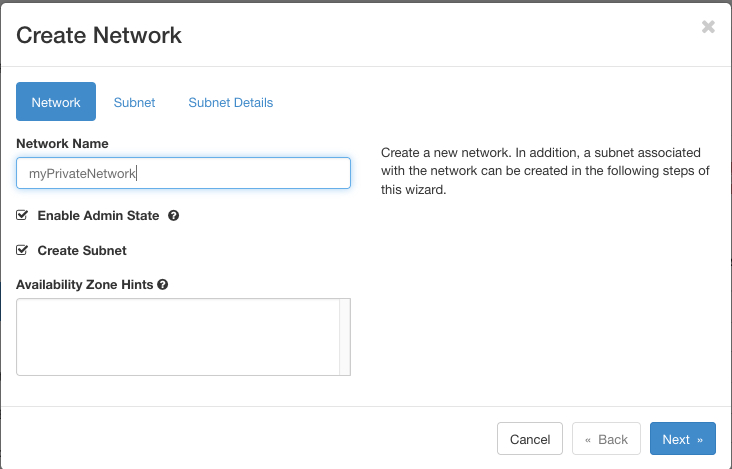 Create Network
Network
Subnet
Subnet Details
Network Name
myPrivateNetwork
Create a new network. In addition, a subnet associated
with the network can be created in the following steps of
this wizard.
Enable Admin State
Create Subnet
Availability Zone Hints
Cancel
« Back
Next »